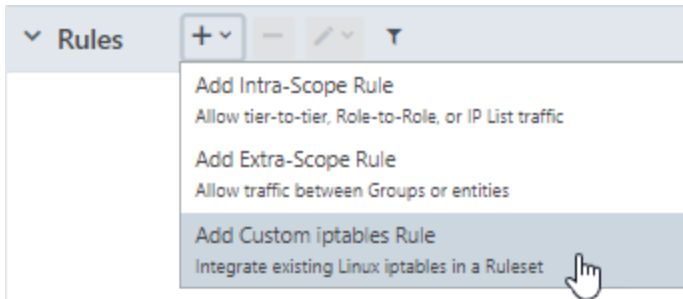 Rules
Add Intra-Scope Rule
Allow tier-to-tier, Role-to-Role, or IP List traffic
Add Extra-Scope Rule
Allow traffic between Groups or entities
Add Custom iptables Rule
Integrate existing Linux iptables in a Ruleset